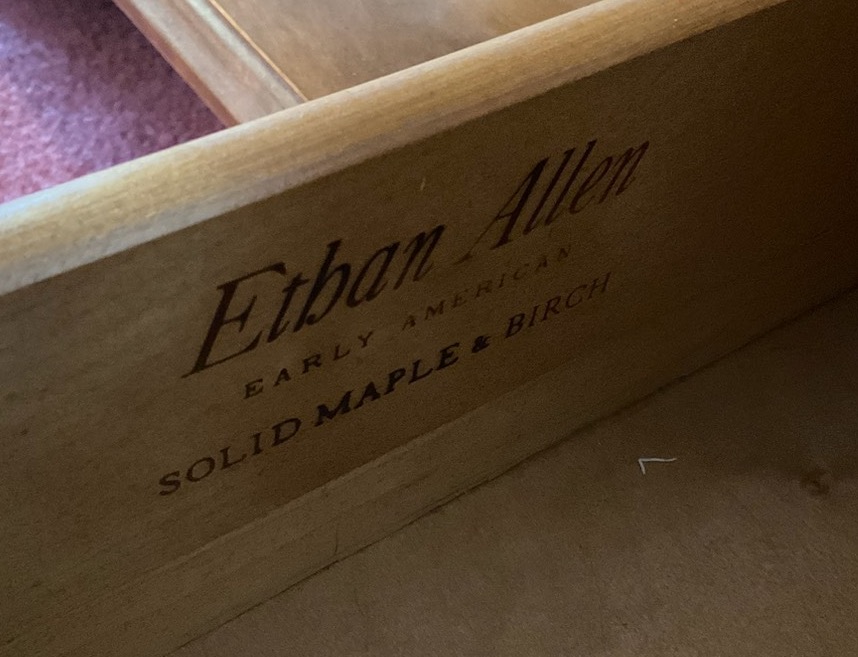 Ethan Allen
EARLY AMERICAN
SOLID MAPLE & BIRCH